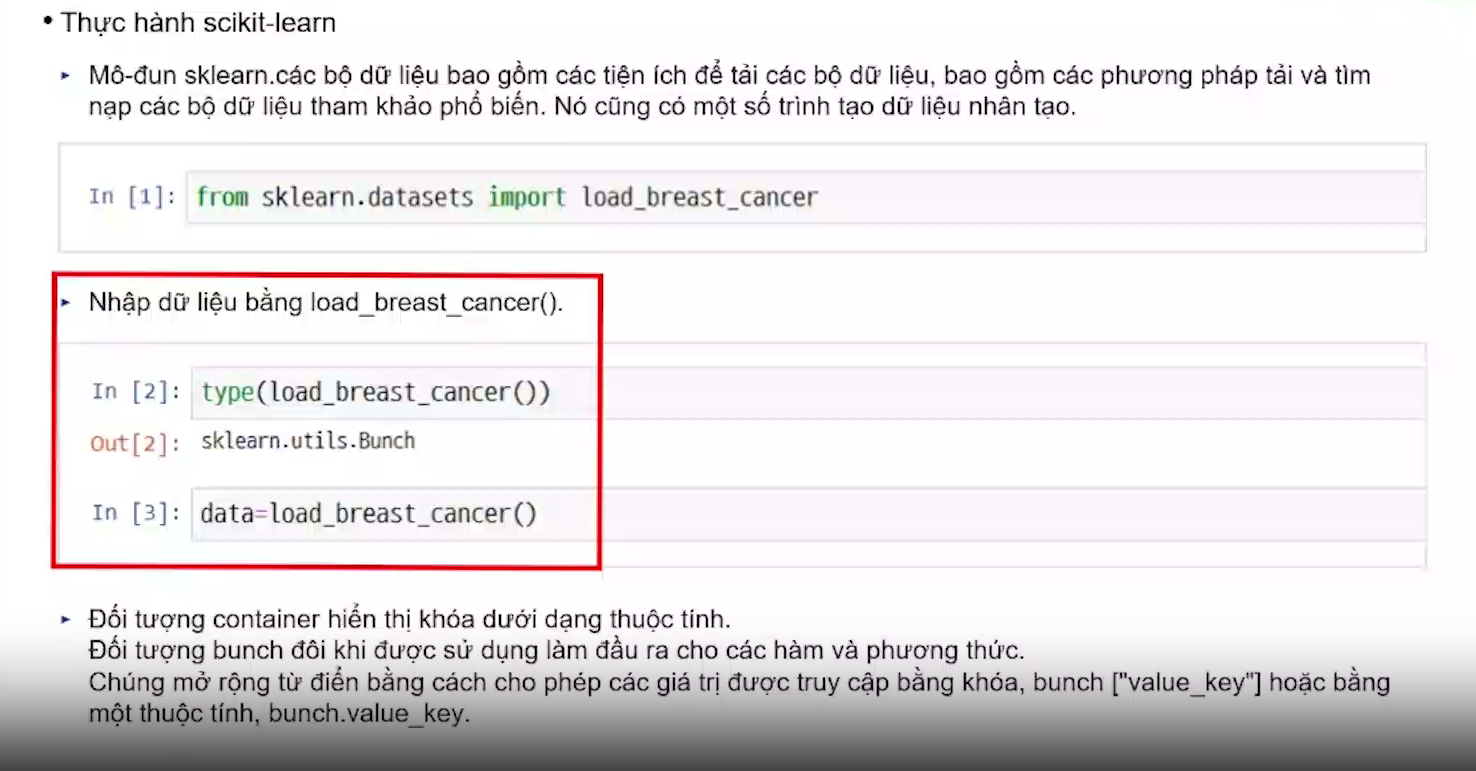 • Thực hành scikit-learn
▸ Mô-đun sklearn.các bộ dữ liệu bao gồm các tiện ích để tải các bộ dữ liệu, bao gồm các phương pháp tải và tìm
nạp các bộ dữ liệu tham khảo phổ biến. Nó cũng có một số trình tạo dữ liệu nhân tạo.
In [1]: from sklearn.datasets import load_breast_cancer
▸ Nhập dữ liệu bằng load_breast_cancer().
In [2]: type(load_breast_cancer())
Out[2]: sklearn.utils.Bunch
In [3]: data=load_breast_cancer()
▸ Đối tượng container hiển thị khóa dưới dạng thuộc tính.
Đối tượng bunch đôi khi được sử dụng làm đầu ra cho các hàm và phương thức.
Chúng mở rộng từ điển bằng cách cho phép các giá trị được truy cập bằng khóa, bunch ["value_key"] hoặc bằng
một thuộc tính, bunch.value_key.